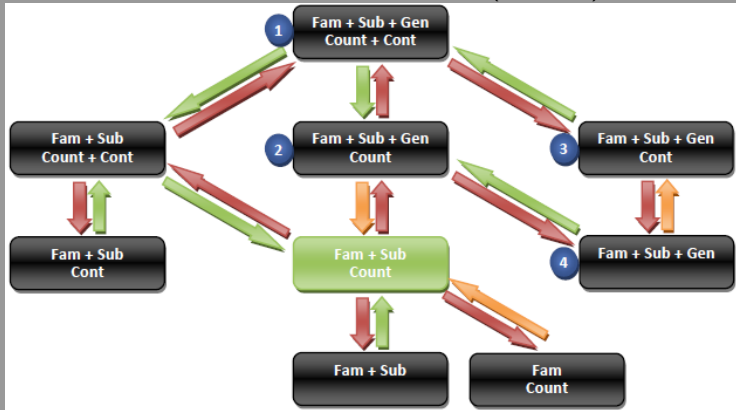 1
Fam + Sub + Gen
Count + Cont
Fam + Sub
Count + Cont
2
Fam + Sub + Gen
Count
3
Fam + Sub + Gen
Cont
Fam + Sub
Cont
Fam + Sub
Count
4
Fam + Sub + Gen
Fam + Sub
Fam
Count